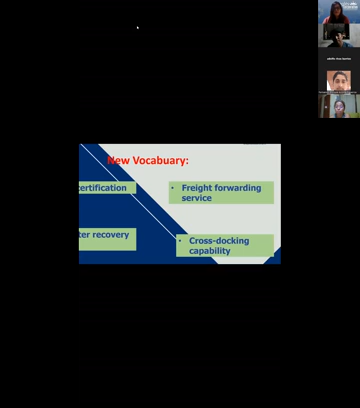 New Vocabuary:
ertification
• Freight forwarding
service
ter recovery
• Cross-docking
capability